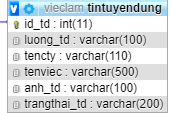 vieclam tintuyendung
id_td : int(11)
luong_td : varchar(100)
tencty : varchar(110)
tenviec : varchar(500)
anh_td : varchar(100)
trangthai_td : varchar(200)